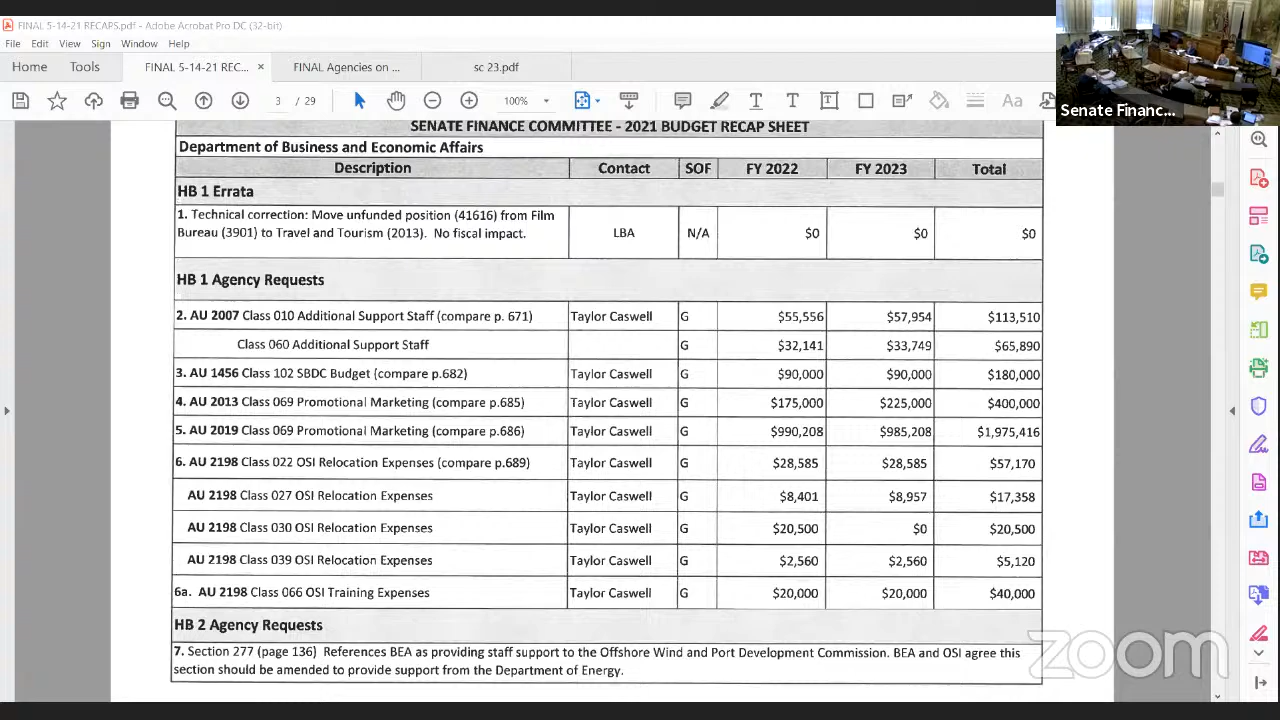 FINAL 5-14-21 RECAPS.pdf - Adobe Acrobat Pro DC (32-bit)
File Edit View Sign Window Help
Home Tools FINAL 5-14-21 REC... × FINAL Agencies on ... sc 23.pdf
3 / 29 100%
Senate Financ...
SENATE FINANCE COMMITTEE - 2021 BUDGET RECAP SHEET
Department of Business and Economic Affairs
Description Contact SOF FY 2022 FY 2023 Total
HB 1 Errata
1. Technical correction: Move unfunded position (41616) from Film
Bureau (3901) to Travel and Tourism (2013). No fiscal impact. LBA N/A $0 $0 $0
HB 1 Agency Requests
2. AU 2007 Class 010 Additional Support Staff (compare p. 671) Taylor Caswell G $55,556 $57,954 $113,510
Class 060 Additional Support Staff G $32,141 $33,749 $65,890
3. AU 1456 Class 102 SBDC Budget (compare p.682) Taylor Caswell G $90,000 $90,000 $180,000
4. AU 2013 Class 069 Promotional Marketing (compare p.685) Taylor Caswell G $175,000 $225,000 $400,000
5. AU 2019 Class 069 Promotional Marketing (compare p.686) Taylor Caswell G $990,208 $985,208 $1,975,416
6. AU 2198 Class 022 OSI Relocation Expenses (compare p.689) Taylor Caswell G $28,585 $28,585 $57,170
AU 2198 Class 027 OSI Relocation Expenses Taylor Caswell G $8,401 $8,957 $17,358
AU 2198 Class 030 OSI Relocation Expenses Taylor Caswell G $20,500 $0 $20,500
AU 2198 Class 039 OSI Relocation Expenses Taylor Caswell G $2,560 $2,560 $5,120
6a. AU 2198 Class 066 OSI Training Expenses Taylor Caswell G $20,000 $20,000 $40,000
HB 2 Agency Requests
7. Section 277 (page 136) References BEA as providing staff support to the Offshore Wind and Port Development Commission. BEA and OSI agree this
section should be amended to provide support from the Department of Energy.
zoom